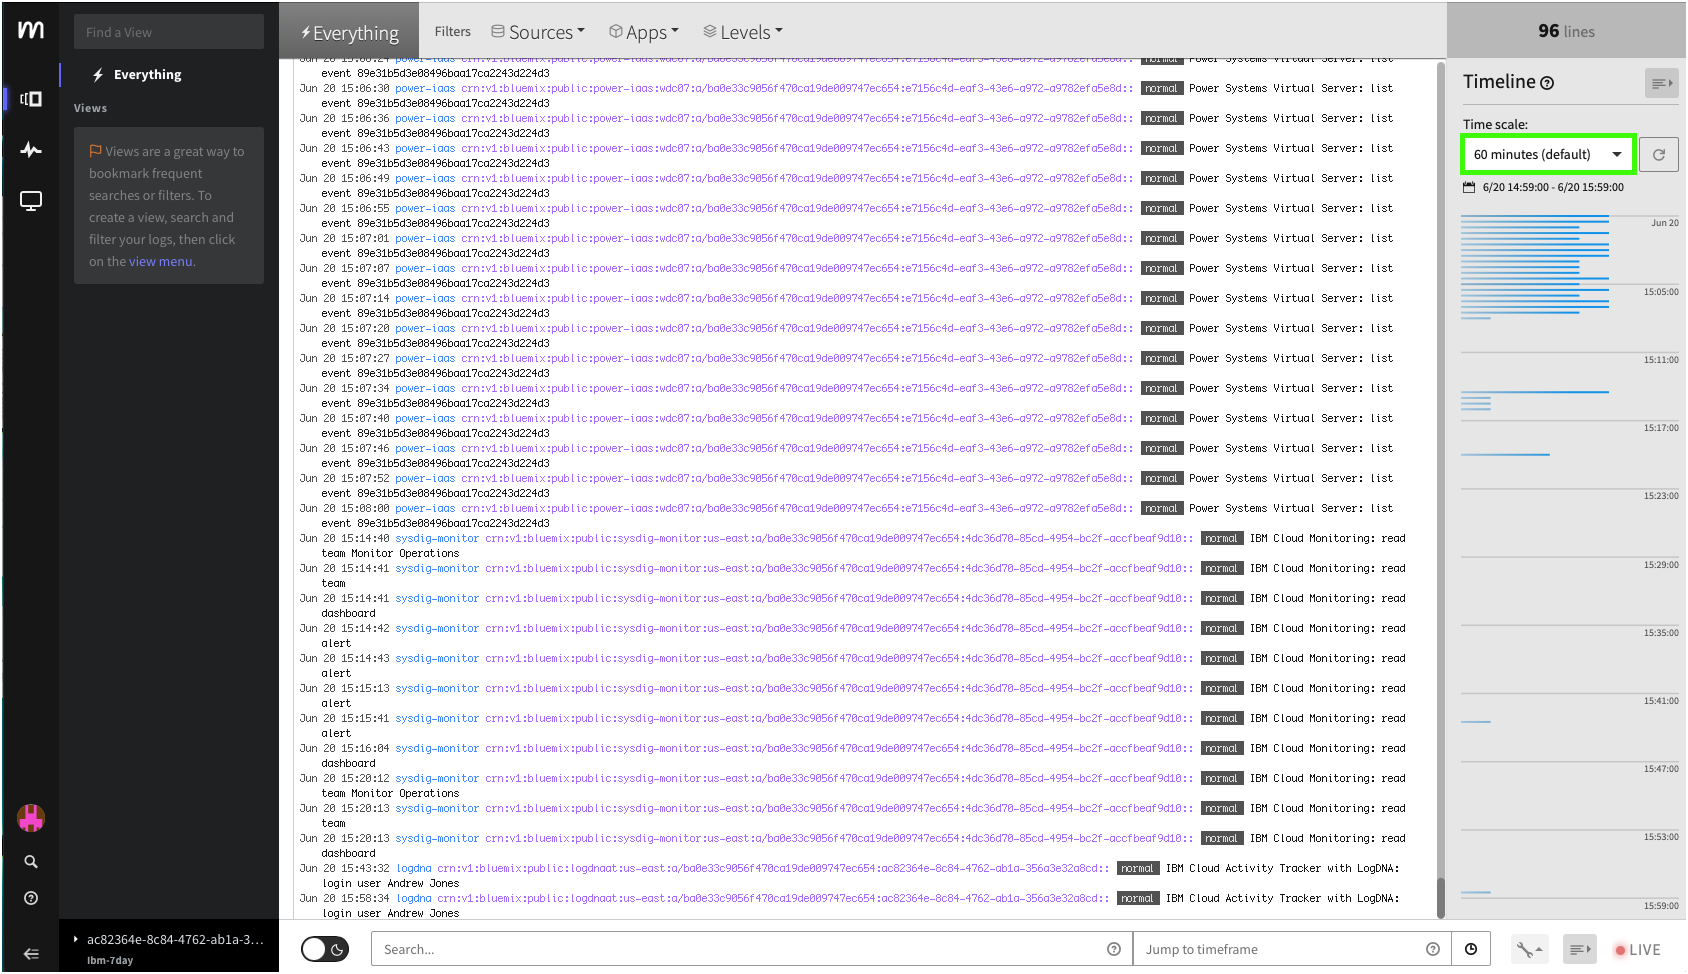 m
Find a View
Everything
Views
Views are a great way to
bookmark frequent
searches or filters. To
create a view, search and
filter your logs, then click
on the view menu.
ac82364e-8c84-4762-ab1a-3...
lbm-7day
Everything
Filters
Sources
Apps
Levels
96 lines
Jun 20 15:06:24 power-iaas crn:v1:bluemix:public:power-iaas:wdc07:a/ba0e33c9056f470ca19de009747ec654:e7156c4d-eaf3-43e6-a972-a9782efa5e8d:: normal Power Systems Virtual Server: list
event 89e31b5d3e08496baa17ca2243d224d3
Jun 20 15:06:30 power-iaas crn:v1:bluemix:public:power-iaas:wdc07:a/ba0e33c9056f470ca19de009747ec654:e7156c4d-eaf3-43e6-a972-a9782efa5e8d:: normal Power Systems Virtual Server: list
event 89e31b5d3e08496baa17ca2243d224d3
Jun 20 15:06:36 power-iaas crn:v1:bluemix:public:power-iaas:wdc07:a/ba0e33c9056f470ca19de009747ec654:e7156c4d-eaf3-43e6-a972-a9782efa5e8d:: normal Power Systems Virtual Server: list
event 89e31b5d3e08496baa17ca2243d224d3
Jun 20 15:06:43 power-iaas crn:v1:bluemix:public:power-iaas:wdc07:a/ba0e33c9056f470ca19de009747ec654:e7156c4d-eaf3-43e6-a972-a9782efa5e8d:: normal Power Systems Virtual Server: list
event 89e31b5d3e08496baa17ca2243d224d3
Jun 20 15:06:49 power-iaas crn:v1:bluemix:public:power-iaas:wdc07:a/ba0e33c9056f470ca19de009747ec654:e7156c4d-eaf3-43e6-a972-a9782efa5e8d:: normal Power Systems Virtual Server: list
event 89e31b5d3e08496baa17ca2243d224d3
Jun 20 15:06:55 power-iaas crn:v1:bluemix:public:power-iaas:wdc07:a/ba0e33c9056f470ca19de009747ec654:e7156c4d-eaf3-43e6-a972-a9782efa5e8d:: normal Power Systems Virtual Server: list
event 89e31b5d3e08496baa17ca2243d224d3
Jun 20 15:07:01 power-iaas crn:v1:bluemix:public:power-iaas:wdc07:a/ba0e33c9056f470ca19de009747ec654:e7156c4d-eaf3-43e6-a972-a9782efa5e8d:: normal Power Systems Virtual Server: list
event 89e31b5d3e08496baa17ca2243d224d3
Jun 20 15:07:07 power-iaas crn:v1:bluemix:public:power-iaas:wdc07:a/ba0e33c9056f470ca19de009747ec654:e7156c4d-eaf3-43e6-a972-a9782efa5e8d:: normal Power Systems Virtual Server: list
event 89e31b5d3e08496baa17ca2243d224d3
Jun 20 15:07:14 power-iaas crn:v1:bluemix:public:power-iaas:wdc07:a/ba0e33c9056f470ca19de009747ec654:e7156c4d-eaf3-43e6-a972-a9782efa5e8d:: normal Power Systems Virtual Server: list
event 89e31b5d3e08496baa17ca2243d224d3
Jun 20 15:07:20 power-iaas crn:v1:bluemix:public:power-iaas:wdc07:a/ba0e33c9056f470ca19de009747ec654:e7156c4d-eaf3-43e6-a972-a9782efa5e8d:: normal Power Systems Virtual Server: list
event 89e31b5d3e08496baa17ca2243d224d3
Jun 20 15:07:27 power-iaas crn:v1:bluemix:public:power-iaas:wdc07:a/ba0e33c9056f470ca19de009747ec654:e7156c4d-eaf3-43e6-a972-a9782efa5e8d:: normal Power Systems Virtual Server: list
event 89e31b5d3e08496baa17ca2243d224d3
Jun 20 15:07:34 power-iaas crn:v1:bluemix:public:power-iaas:wdc07:a/ba0e33c9056f470ca19de009747ec654:e7156c4d-eaf3-43e6-a972-a9782efa5e8d:: normal Power Systems Virtual Server: list
event 89e31b5d3e08496baa17ca2243d224d3
Jun 20 15:07:40 power-iaas crn:v1:bluemix:public:power-iaas:wdc07:a/ba0e33c9056f470ca19de009747ec654:e7156c4d-eaf3-43e6-a972-a9782efa5e8d:: normal Power Systems Virtual Server: list
event 89e31b5d3e08496baa17ca2243d224d3
Jun 20 15:07:46 power-iaas crn:v1:bluemix:public:power-iaas:wdc07:a/ba0e33c9056f470ca19de009747ec654:e7156c4d-eaf3-43e6-a972-a9782efa5e8d:: normal Power Systems Virtual Server: list
event 89e31b5d3e08496baa17ca2243d224d3
Jun 20 15:07:52 power-iaas crn:v1:bluemix:public:power-iaas:wdc07:a/ba0e33c9056f470ca19de009747ec654:e7156c4d-eaf3-43e6-a972-a9782efa5e8d:: normal Power Systems Virtual Server: list
event 89e31b5d3e08496baa17ca2243d224d3
Jun 20 15:08:00 power-iaas crn:v1:bluemix:public:power-iaas:wdc07:a/ba0e33c9056f470ca19de009747ec654:e7156c4d-eaf3-43e6-a972-a9782efa5e8d:: normal Power Systems Virtual Server: list
event 89e31b5d3e08496baa17ca2243d224d3
Jun 20 15:14:40 sysdig-monitor crn:v1:bluemix:public:sysdig-monitor:us-east:a/ba0e33c9056f470ca19de009747ec654:4dc36d70-85cd-4954-bc2f-accfbeaf9d10:: normal IBM Cloud Monitoring: read
team Monitor Operations
Jun 20 15:14:41 sysdig-monitor crn:v1:bluemix:public:sysdig-monitor:us-east:a/ba0e33c9056f470ca19de009747ec654:4dc36d70-85cd-4954-bc2f-accfbeaf9d10:: normal IBM Cloud Monitoring: read
team
Jun 20 15:14:41 sysdig-monitor crn:v1:bluemix:public:sysdig-monitor:us-east:a/ba0e33c9056f470ca19de009747ec654:4dc36d70-85cd-4954-bc2f-accfbeaf9d10:: normal IBM Cloud Monitoring: read
dashboard
Jun 20 15:14:42 sysdig-monitor crn:v1:bluemix:public:sysdig-monitor:us-east:a/ba0e33c9056f470ca19de009747ec654:4dc36d70-85cd-4954-bc2f-accfbeaf9d10:: normal IBM Cloud Monitoring: read
alert
Jun 20 15:14:43 sysdig-monitor crn:v1:bluemix:public:sysdig-monitor:us-east:a/ba0e33c9056f470ca19de009747ec654:4dc36d70-85cd-4954-bc2f-accfbeaf9d10:: normal IBM Cloud Monitoring: read
alert
Jun 20 15:15:13 sysdig-monitor crn:v1:bluemix:public:sysdig-monitor:us-east:a/ba0e33c9056f470ca19de009747ec654:4dc36d70-85cd-4954-bc2f-accfbeaf9d10:: normal IBM Cloud Monitoring: read
alert
Jun 20 15:15:41 sysdig-monitor crn:v1:bluemix:public:sysdig-monitor:us-east:a/ba0e33c9056f470ca19de009747ec654:4dc36d70-85cd-4954-bc2f-accfbeaf9d10:: normal IBM Cloud Monitoring: read
alert
Jun 20 15:16:04 sysdig-monitor crn:v1:bluemix:public:sysdig-monitor:us-east:a/ba0e33c9056f470ca19de009747ec654:4dc36d70-85cd-4954-bc2f-accfbeaf9d10:: normal IBM Cloud Monitoring: read
dashboard
Jun 20 15:20:12 sysdig-monitor crn:v1:bluemix:public:sysdig-monitor:us-east:a/ba0e33c9056f470ca19de009747ec654:4dc36d70-85cd-4954-bc2f-accfbeaf9d10:: normal IBM Cloud Monitoring: read
team Monitor Operations
Jun 20 15:20:13 sysdig-monitor crn:v1:bluemix:public:sysdig-monitor:us-east:a/ba0e33c9056f470ca19de009747ec654:4dc36d70-85cd-4954-bc2f-accfbeaf9d10:: normal IBM Cloud Monitoring: read
team
Jun 20 15:20:13 sysdig-monitor crn:v1:bluemix:public:sysdig-monitor:us-east:a/ba0e33c9056f470ca19de009747ec654:4dc36d70-85cd-4954-bc2f-accfbeaf9d10:: normal IBM Cloud Monitoring: read
dashboard
Jun 20 15:43:32 logdna crn:v1:bluemix:public:logdnaat:us-east:a/ba0e33c9056f470ca19de009747ec654:ac82364e-8c84-4762-ab1a-356a3e32a8cd:: normal IBM Cloud Activity Tracker with LogDNA:
login user Andrew Jones
Jun 20 15:58:34 logdna crn:v1:bluemix:public:logdnaat:us-east:a/ba0e33c9056f470ca19de009747ec654:ac82364e-8c84-4762-ab1a-356a3e32a8cd:: normal IBM Cloud Activity Tracker with LogDNA:
login user Andrew Jones
Timeline
Time scale:
60 minutes (default)
6/20 14:59:00 - 6/20 15:59:00
Jun 20
15:05:00
15:11:00
15:17:00
15:23:00
15:29:00
15:35:00
15:41:00
15:47:00
15:53:00
15:59:00
Search...
Jump to timeframe
LIVE